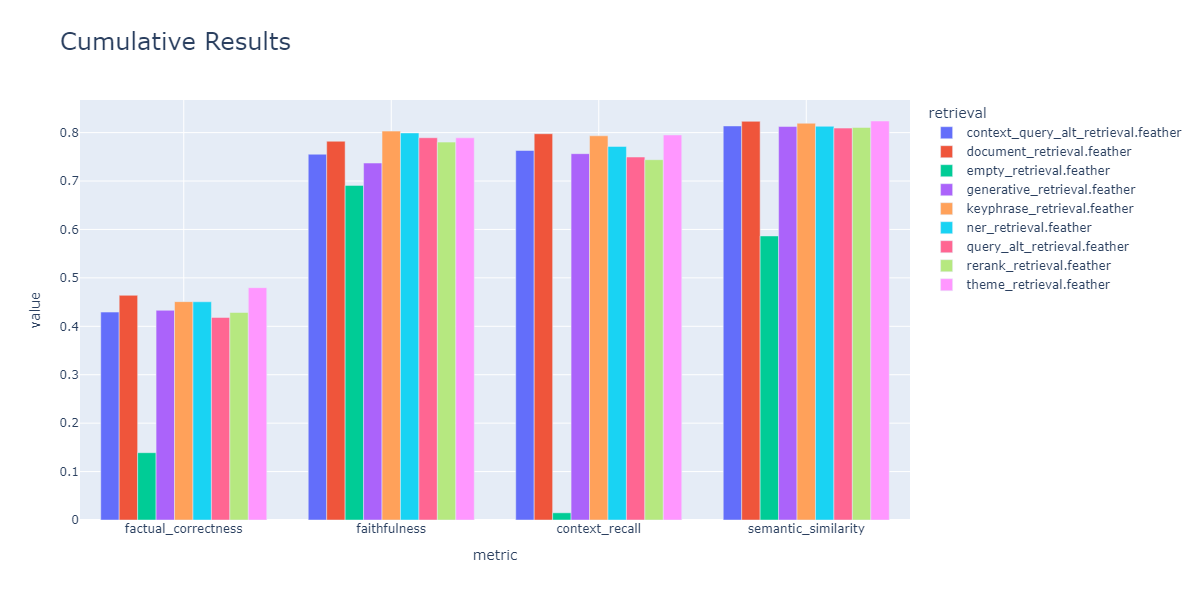 Cumulative Results
value
0.8
0.7
0.6
0.5
0.4
0.3
0.2
0.1
0
factual_correctness
faithfulness
context_recall
semantic_similarity
metric
retrieval
context_query_alt_retrieval.feather
document_retrieval.feather
empty_retrieval.feather
generative_retrieval.feather
keyphrase_retrieval.feather
ner_retrieval.feather
query_alt_retrieval.feather
rerank_retrieval.feather
theme_retrieval.feather